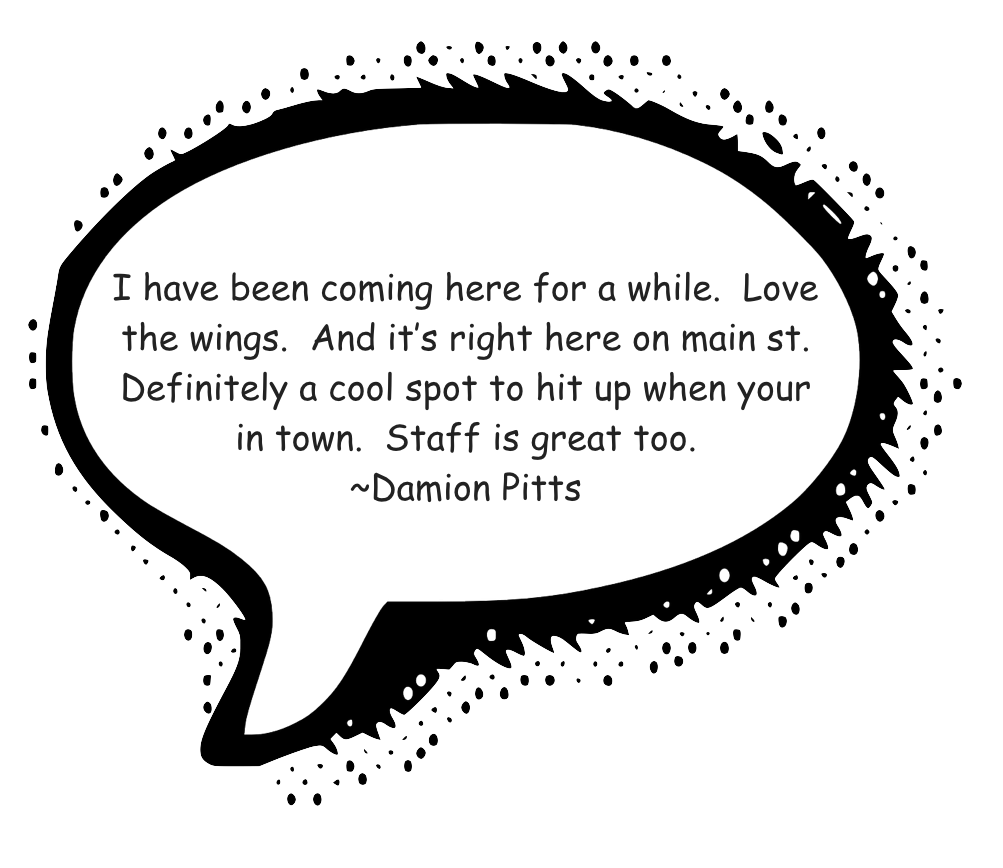 I have been coming here for a while.  Love
the wings.  And it's right here on main st.
Definitely a cool spot to hit up when your
in town.  Staff is great too.
~Damion Pitts